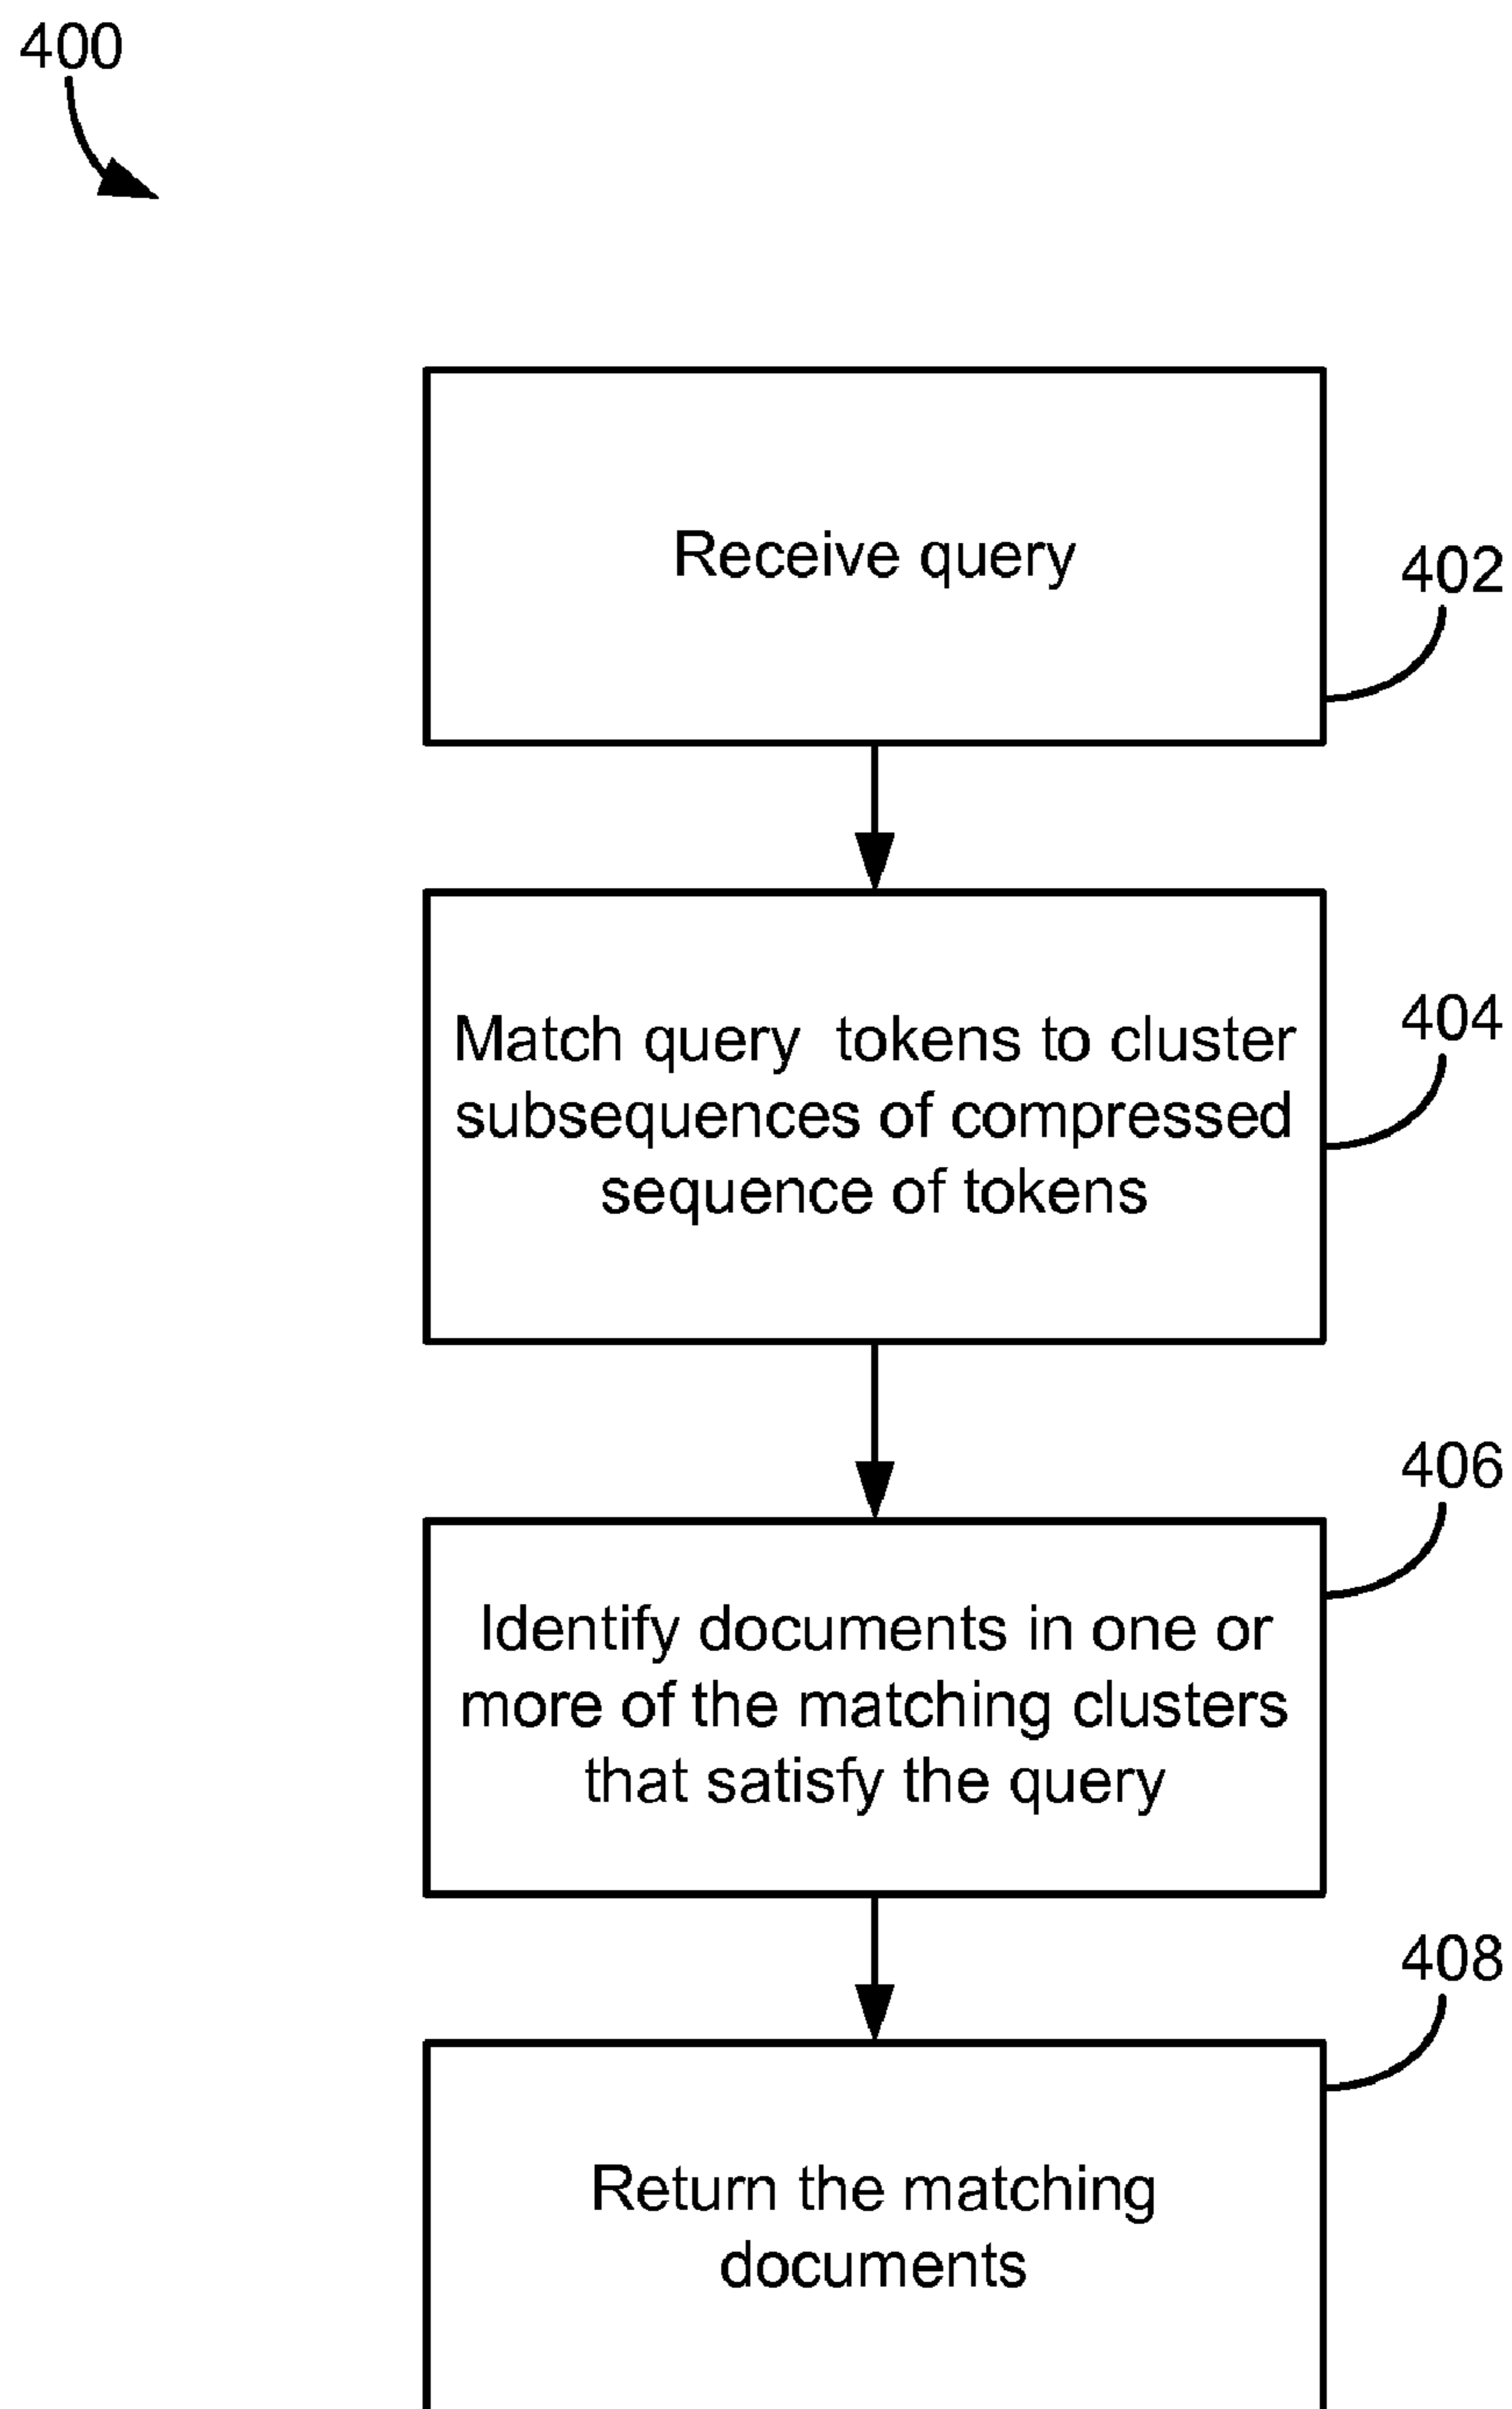 400
Receive query
402
Match query tokens to cluster
subsequences of compressed
sequence of tokens
404
406
Identify documents in one or
more of the matching clusters
that satisfy the query
408
Return the matching
documents